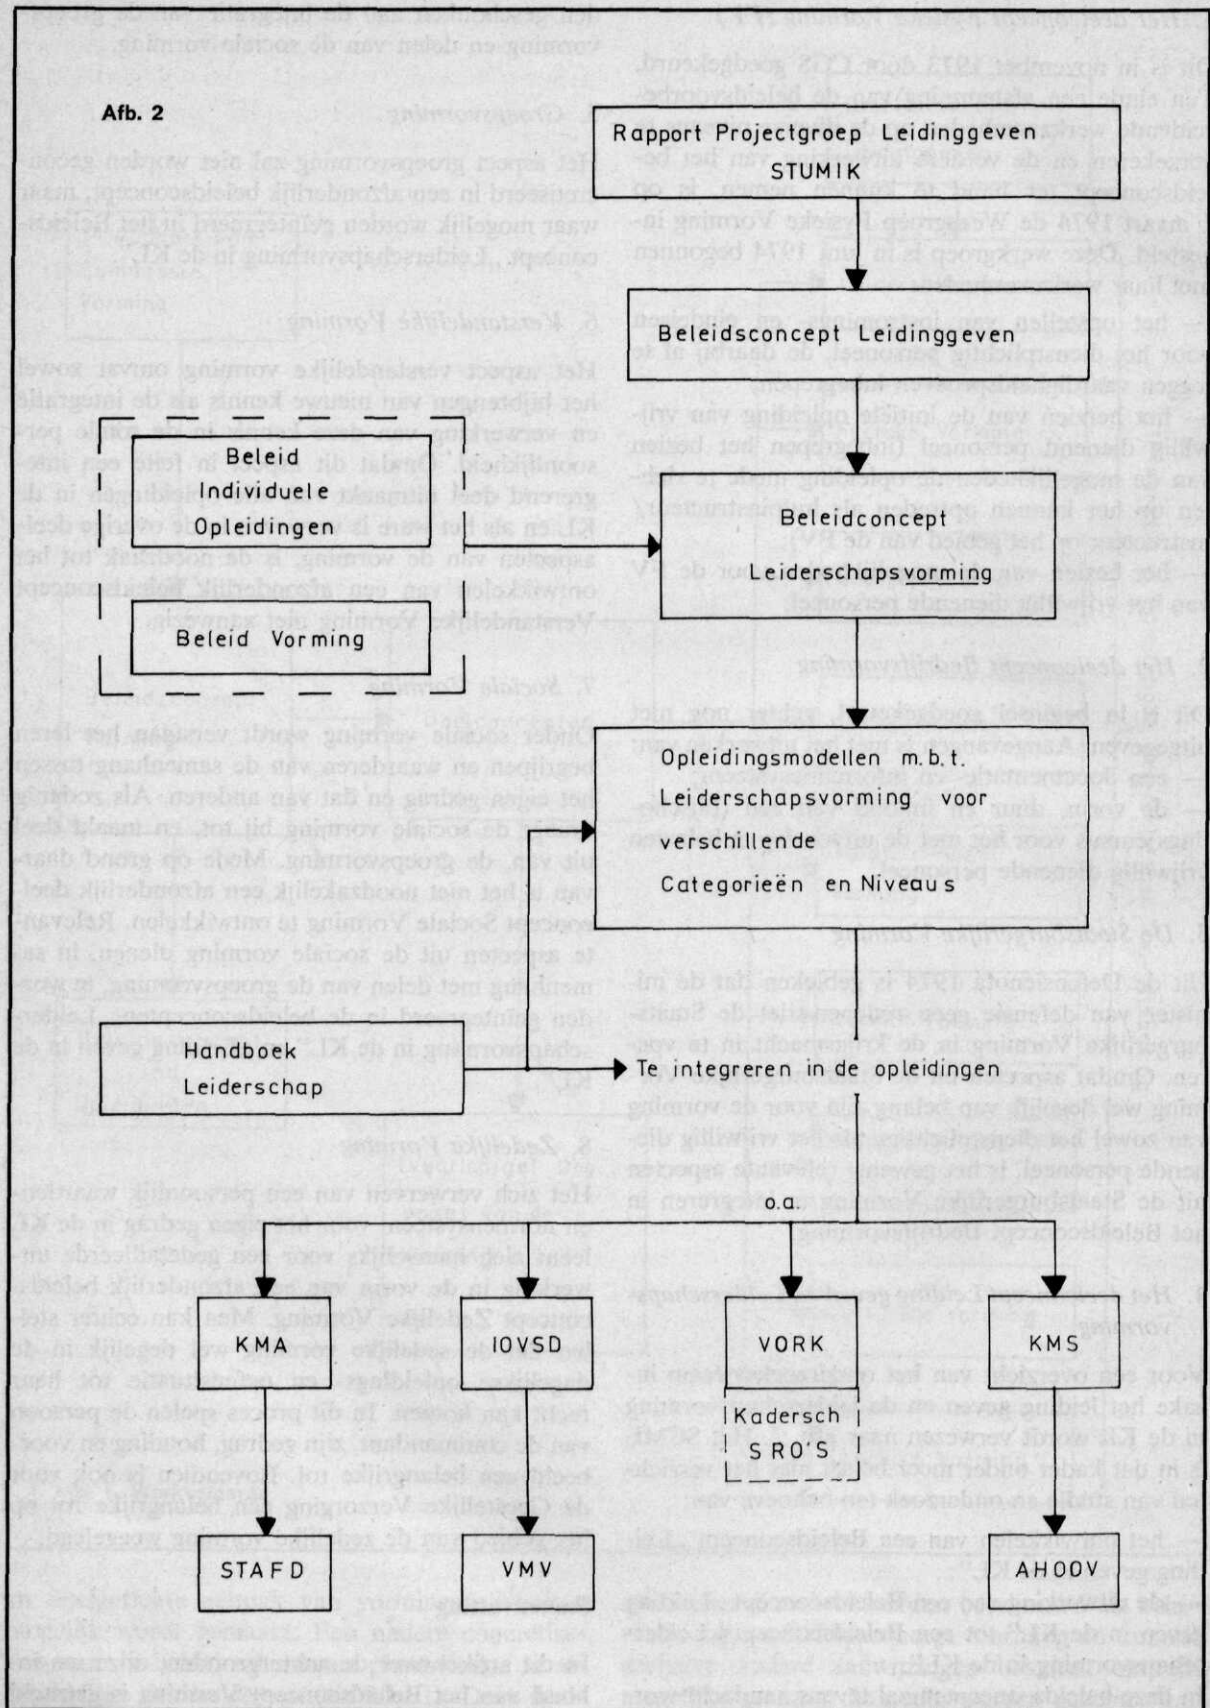 Afb. 2
Rapport Projectgroep Leidinggeven
STUMIK
Beleidsconcept Leidinggeven
Beleid
Individuele
Opleidingen
Beleidconcept
Leiderschapsvorming
Beleid Vorming
Opleidingsmodellen m.b.t.
Leiderschapsvorming voor
verschillende
Categorieën en Niveaus
Handboek
Leiderschap
Te integreren in de opleidingen
o.a.
KMA
IOVSD
VORK
KMS
Kadersch
SRO'S
STAFD
VMV
AHOOV